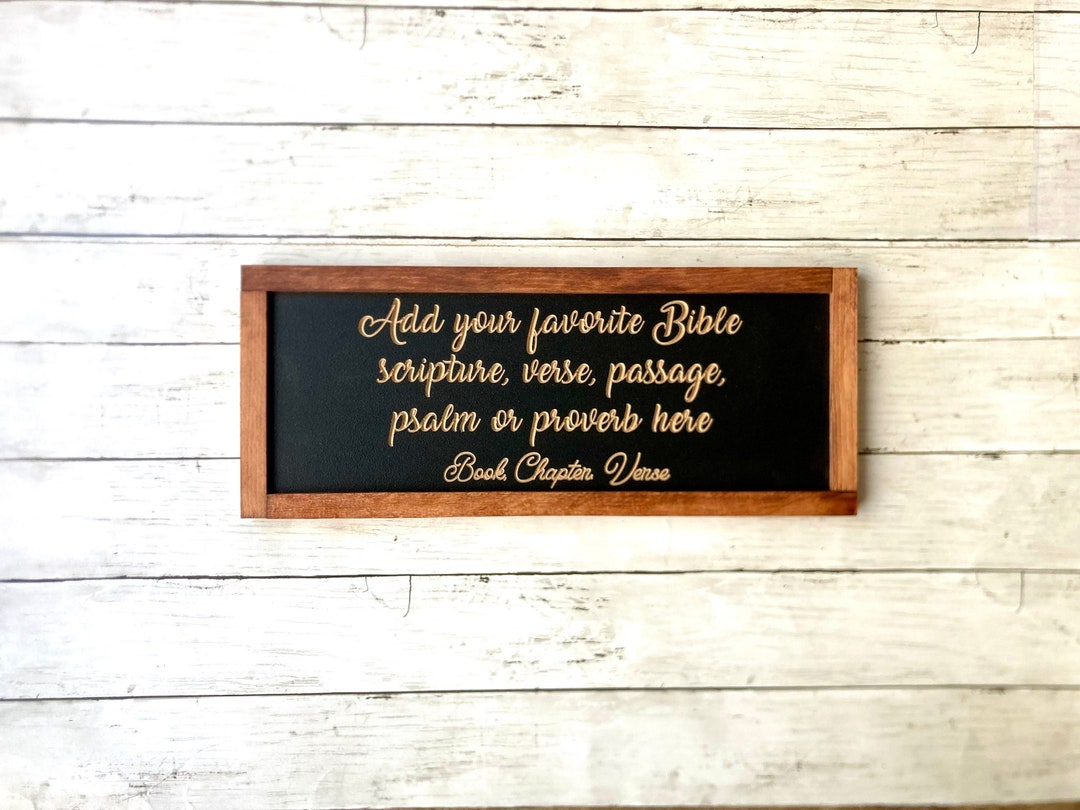 Add your favorite Bible
scripture, verse, passage,
psalm or proverb here
Book, Chapter: Verse